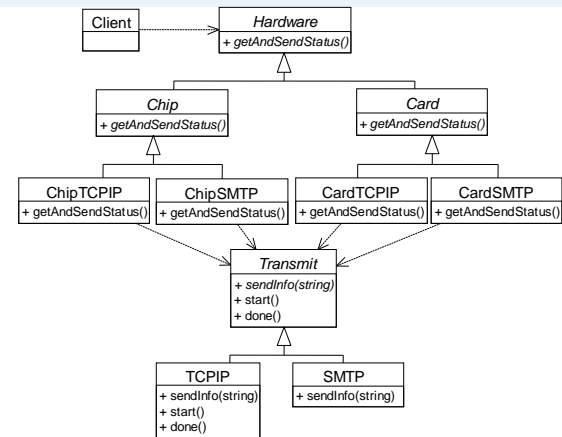 Client
Hardware
+ getAndSendStatus()
Chip
+ getAndSendStatus()
Card
+ getAndSendStatus()
ChipTCPIP
+ getAndSendStatus()
ChipSMTP
+ getAndSendStatus()
CardTCPIP
+ getAndSendStatus()
CardSMTP
+ getAndSendStatus()
Transmit
+ sendInfo(string)
+ start()
+ done()
TCPIP
+ sendInfo(string)
+ start()
+ done()
SMTP
+ sendInfo(string)